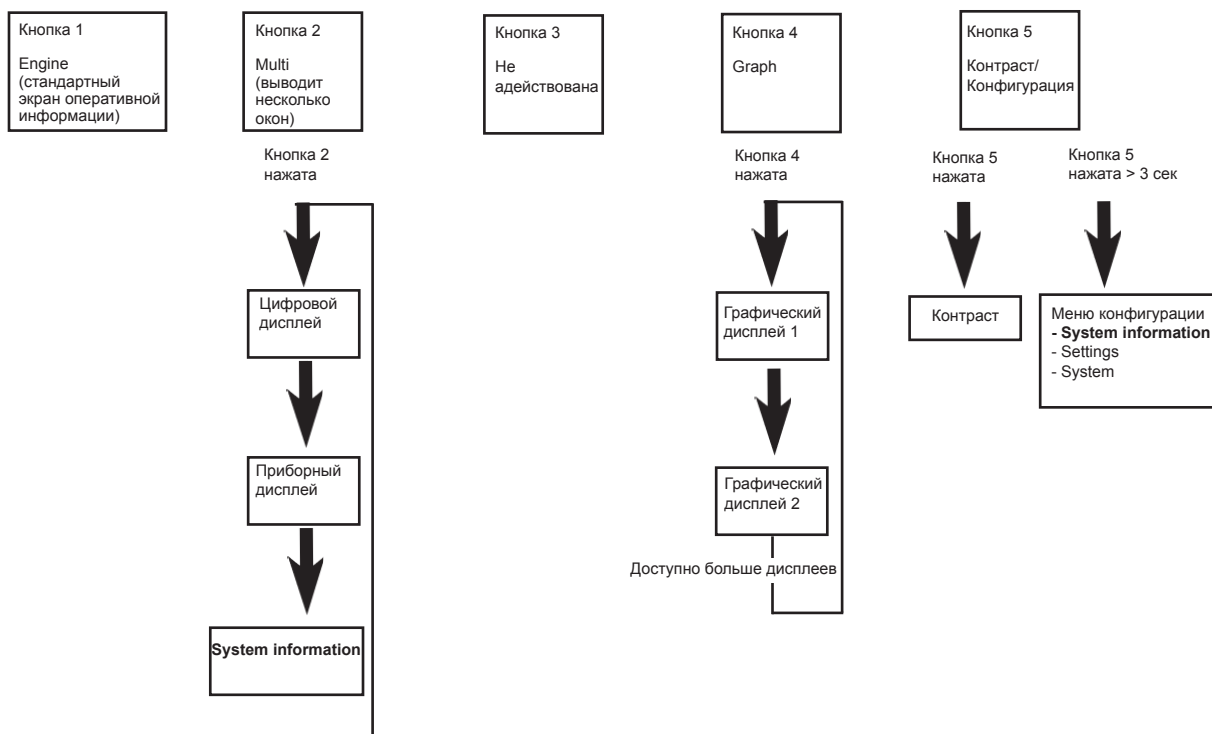 Кнопка 1
Engine
(стандартный
экран оперативной
информации)
Кнопка 2
Multi
(выводит
несколько
окон)
Кнопка 3
Не
адействована
Кнопка 4
Graph
Кнопка 5
Контраст/
Конфигурация
Кнопка 2
нажата
Кнопка 4
нажата
Кнопка 5
нажата
Кнопка 5
нажата > 3 сек
Цифровой
дисплей
Приборный
дисплей
System information
Графический
дисплей 1
Графический
дисплей 2
Доступно больше дисплеев
Контраст
Меню конфигурации
- System information
- Settings
- System